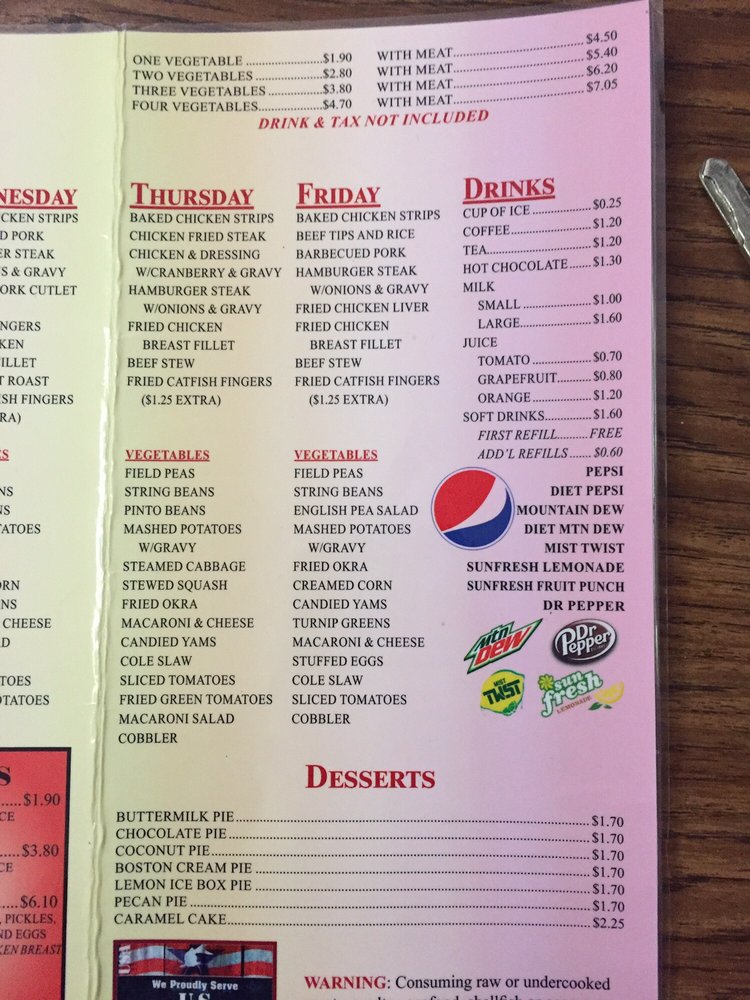 ONE VEGETABLE ........................$1.90 WITH MEAT.................................. $4.50
TWO VEGETABLES .....................$2.80 WITH MEAT.................................. $5.40
THREE VEGETABLES ..................$3.80 WITH MEAT.................................. $6.20
FOUR VEGETABLES......................$4.70 WITH MEAT.................................. $7.05
DRINK & TAX NOT INCLUDED
NESDAY
CKEN STRIPS
D PORK
ER STEAK
S & GRAVY
ORK CUTLET
NGERS
KEN
ILLET
T ROAST
SH FINGERS
RA)
S
NS
NS
TATOES
ORN
NS
CHEESE
D
TOES
TATOES
THURSDAY
BAKED CHICKEN STRIPS
CHICKEN FRIED STEAK
CHICKEN & DRESSING
W/CRANBERRY & GRAVY
HAMBURGER STEAK
W/ONIONS & GRAVY
FRIED CHICKEN
BREAST FILLET
BEEF STEW
FRIED CATFISH FINGERS
($1.25 EXTRA)
VEGETABLES
FIELD PEAS
STRING BEANS
PINTO BEANS
MASHED POTATOES
W/GRAVY
STEAMED CABBAGE
STEWED SQUASH
FRIED OKRA
MACARONI & CHEESE
CANDIED YAMS
COLE SLAW
SLICED TOMATOES
FRIED GREEN TOMATOES
MACARONI SALAD
COBBLER
FRIDAY
BAKED CHICKEN STRIPS
BEEF TIPS AND RICE
BARBECUED PORK
HAMBURGER STEAK
W/ONIONS & GRAVY
FRIED CHICKEN LIVER
FRIED CHICKEN
BREAST FILLET
BEEF STEW
FRIED CATFISH FINGERS
($1.25 EXTRA)
VEGETABLES
FIELD PEAS
STRING BEANS
ENGLISH PEA SALAD
MASHED POTATOES
W/GRAVY
FRIED OKRA
CREAMED CORN
CANDIED YAMS
TURNIP GREENS
MACARONI & CHEESE
STUFFED EGGS
COLE SLAW
SLICED TOMATOES
COBBLER
DRINKS
CUP OF ICE .................. $0.25
COFFEE......................... $1.20
TEA................................ $1.20
HOT CHOCOLATE....... $1.30
MILK
SMALL ..................... $1.00
LARGE...................... $1.60
JUICE
TOMATO .................. $0.70
GRAPEFRUIT........... $0.80
ORANGE .................. $1.20
SOFT DRINKS.............. $1.60
FIRST REFILL.......... FREE
ADD'L REFILLS ....... $0.60
PEPSI
DIET PEPSI
MOUNTAIN DEW
DIET MTN DEW
MIST TWIST
SUNFRESH LEMONADE
SUNFRESH FRUIT PUNCH
DR PEPPER
Mtn DEW
Dr Pepper
MIST TWST
sun fresh
LEMONADE
S
......$1.90
CE
......$3.80
CE
......$6.10
, PICKLES,
ND EGGS
KEN BREAST
DESSERTS
BUTTERMILK PIE ........................................ $1.70
CHOCOLATE PIE ........................................ $1.70
COCONUT PIE........................................ $1.70
BOSTON CREAM PIE ........................................ $1.70
LEMON ICE BOX PIE ........................................ $1.70
PECAN PIE ........................................ $1.70
CARAMEL CAKE........................................ $2.25
USA
We Proudly Serve
U.S.
WARNING: Consuming raw or undercooked